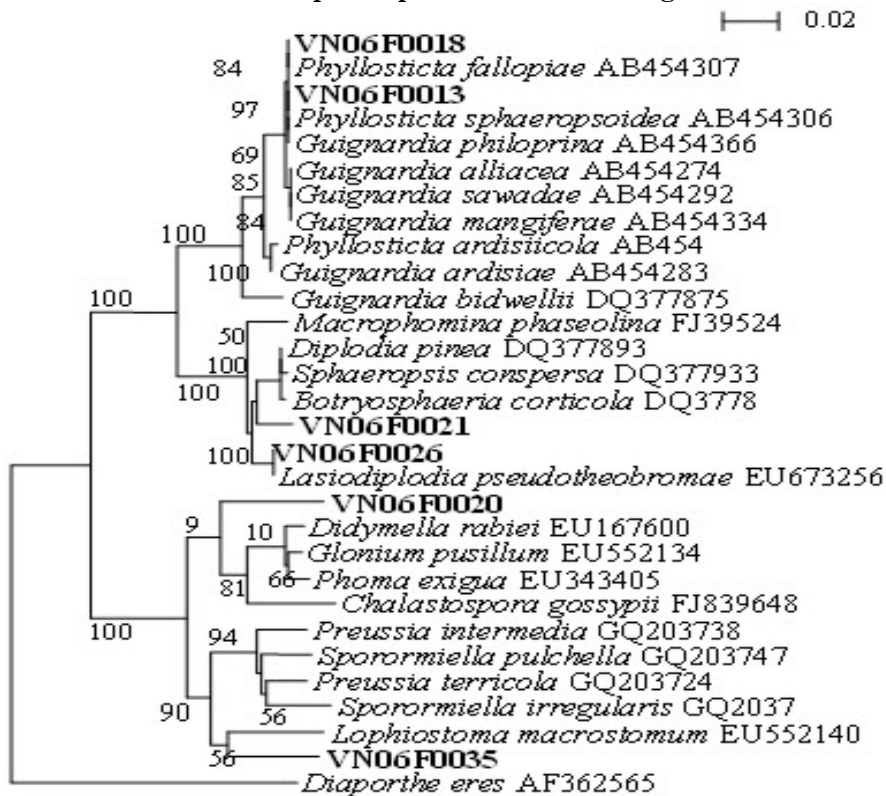 0.02
VN06F0018
84
Phyllosticta fallopiae AB454307
VN06F0013
97
Phyllosticta sphaeropsoidea AB454306
Guignardia philoprina AB454366
69
Guignardia alliacea AB454274
85
Guignardia sawadae AB454292
84
Guignardia mangiferae AB454334
100
Phyllosticta ardisiicola AB454
100
Guignardia ardisiae AB454283
100
Guignardia bidwellii DQ377875
Macrophomina phaseolina FJ39524
50
Diplodia pinea DQ377893
100
Sphaeropsis conspersa DQ377933
100
Botryosphaeria corticola DQ3778
VN06F0021
VN06F0026
100
Lasiodiplodia pseudotheobromae EU673256
VN06F0020
9
10
Didymella rabiei EU167600
Glonium pusillum EU552134
66
Phoma exigua EU343405
81
Chalastospora gossypii FJ839648
100
94
Preussia intermedia GQ203738
Sporormiella pulchella GQ203747
Preussia terricola GQ203724
90
56
Sporormiella irregularis GQ2037
Lophiostoma macrostomum EU552140
56
VN06F0035
Diaporthe eres AF362565